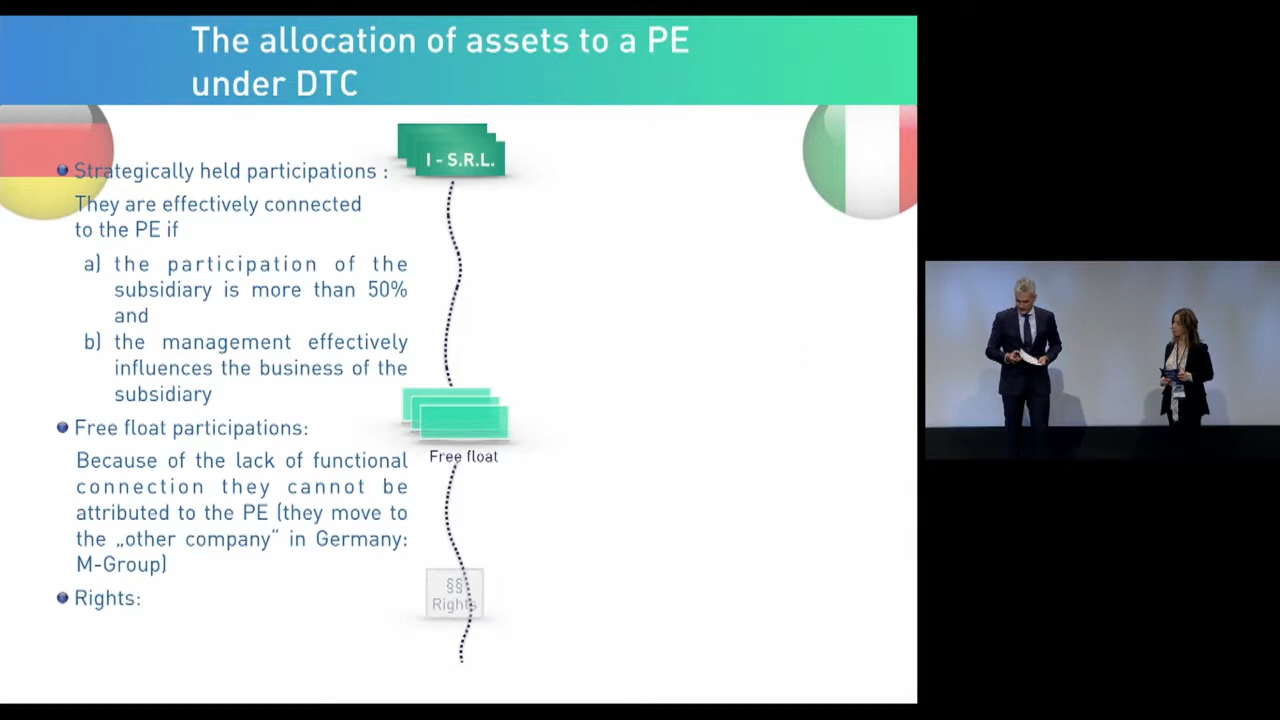 The allocation of assets to a PE
under DTC
Strategically held participations :
They are effectively connected
to the PE if
a) the participation of the
subsidiary is more than 50%
and
b) the management effectively
influences the business of the
subsidiary
Free float participations:
Because of the lack of functional
connection they cannot be
attributed to the PE (they move to
the „other company“ in Germany:
M-Group)
Rights:
I - S.R.L.
Free float
§§
Rights